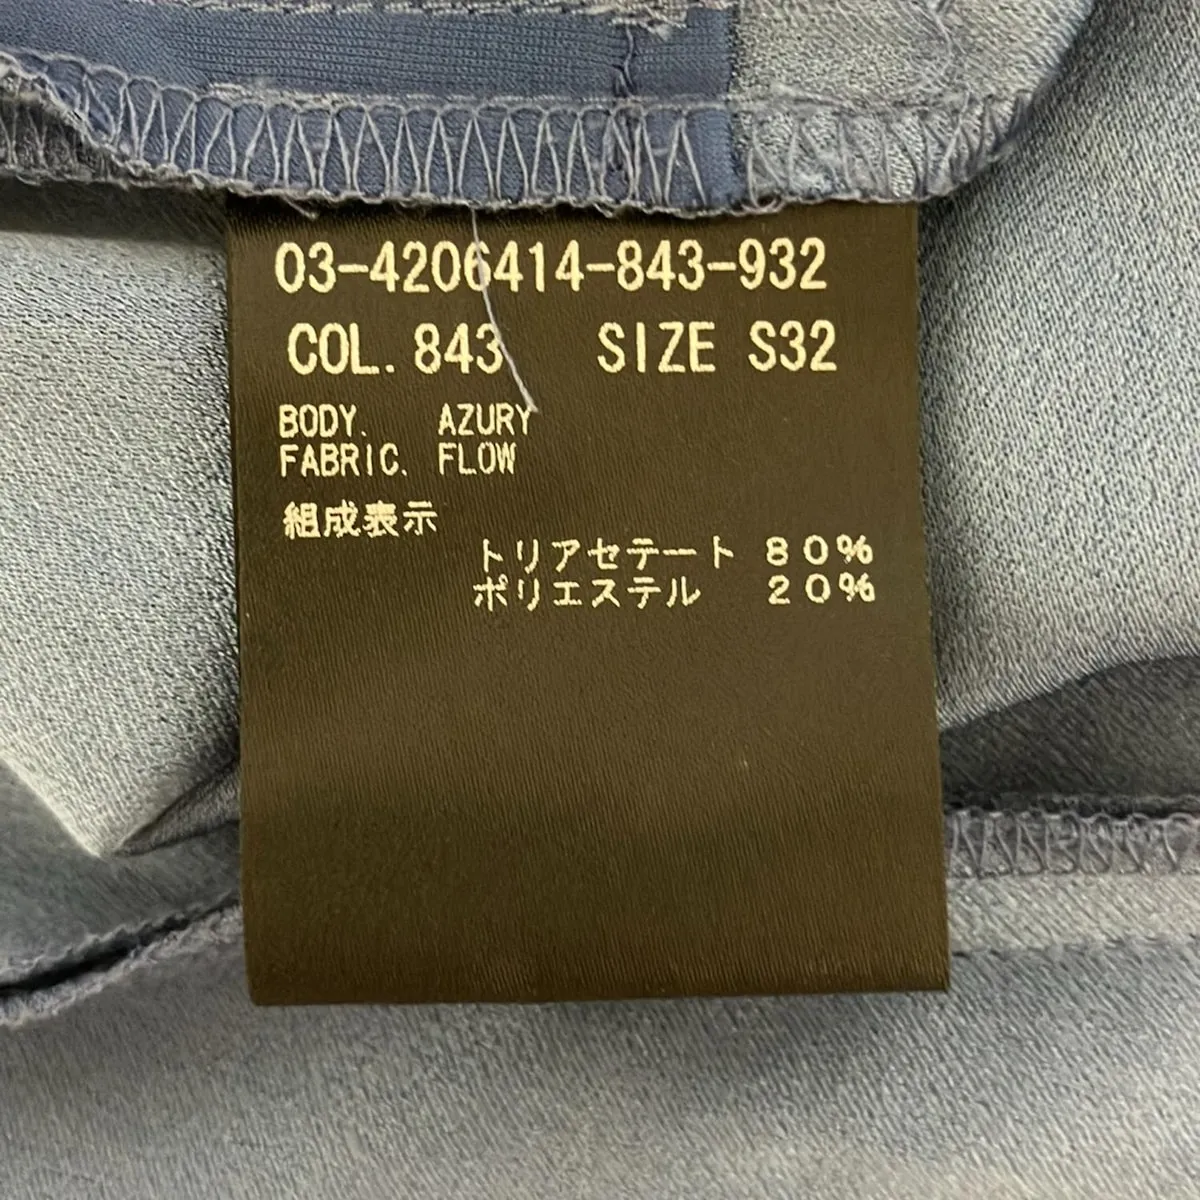 03-4206414-843-932
COL. 843 SIZE S32
BODY. AZURY
FABRIC. FLOW
組成表示
トリアセテート 80%
ポリエステル 20%